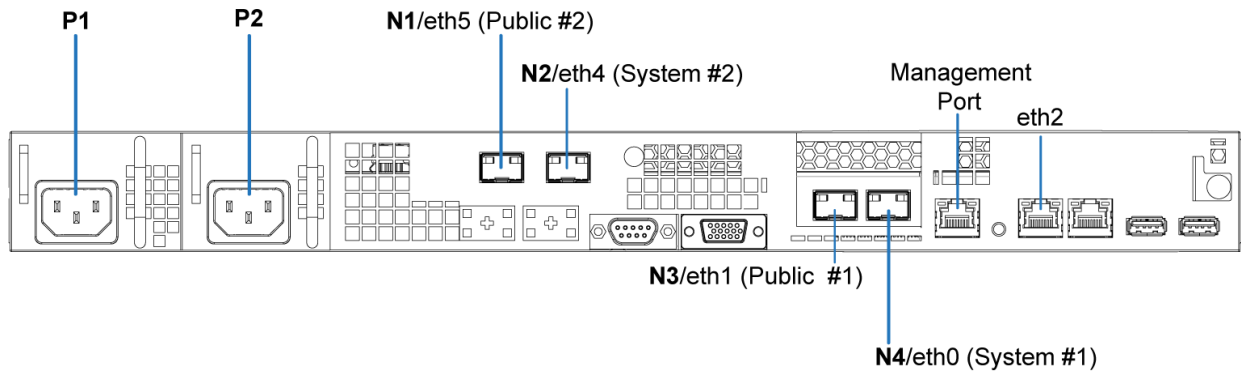 P1
P2
N1/eth5 (Public #2)
N2/eth4 (System #2)
Management
Port
eth2
N3/eth1 (Public  #1)
N4/eth0 (System #1)